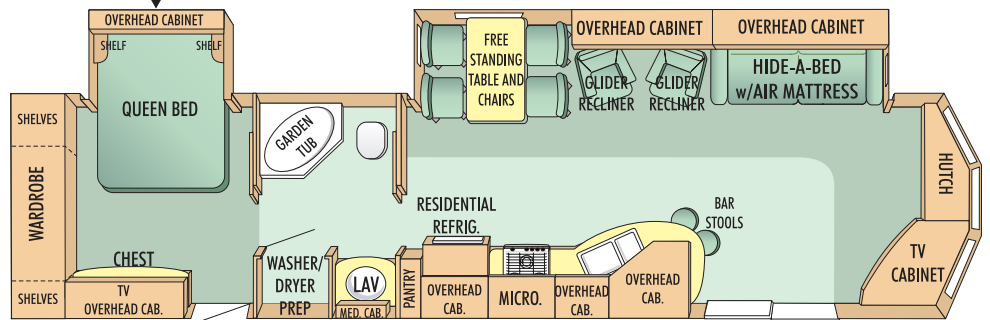 OVERHEAD CABINET
SHELF
SHELF
QUEEN BED
SHELVES
WARDROBE
SHELVES
CHEST
TV
OVERHEAD CAB.
GARDEN
TUB
WASHER/
DRYER
PREP
LAV
MED. CAB.
PANTRY
RESIDENTIAL
REFRIG.
OVERHEAD
CAB.
MICRO.
OVERHEAD
CAB.
OVERHEAD
CAB.
BAR
STOOLS
FREE
STANDING
TABLE AND
CHAIRS
OVERHEAD CABINET
GLIDER
RECLINER
GLIDER
RECLINER
OVERHEAD CABINET
HIDE-A-BED
w/AIR MATTRESS
HUTCH
TV
CABINET